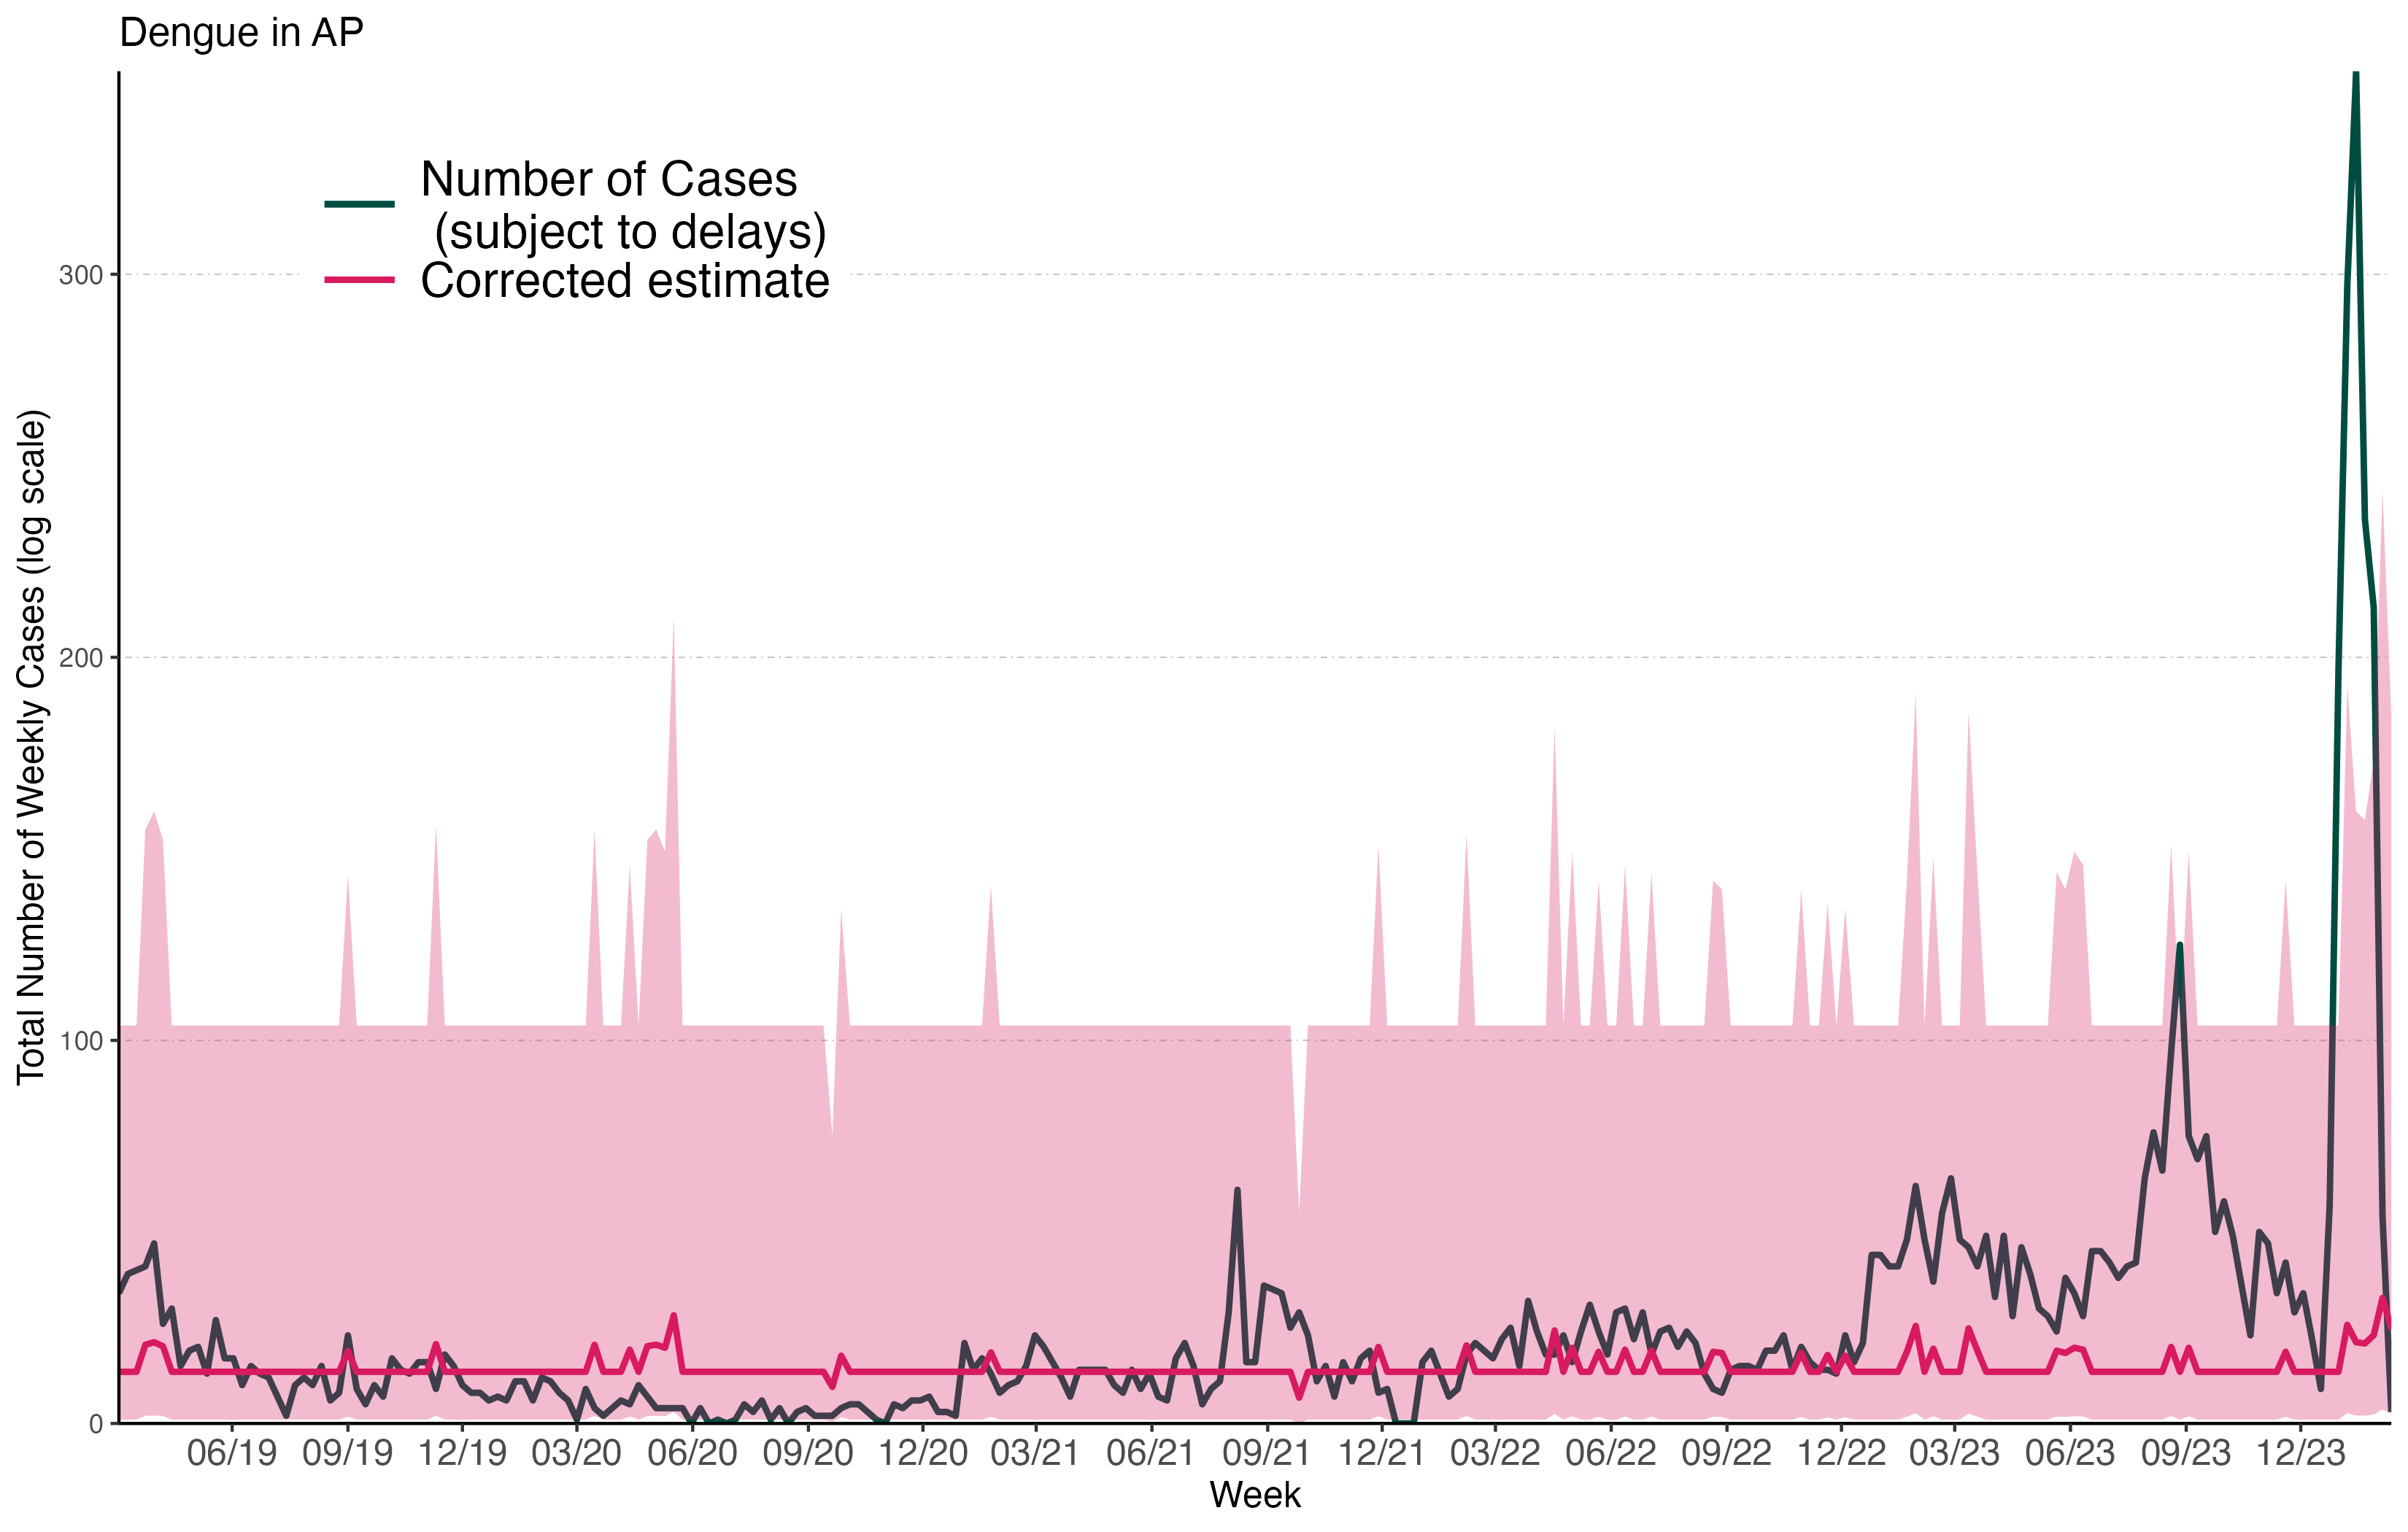 Dengue in AP
Number of Cases
(subject to delays)
Corrected estimate
Total Number of Weekly Cases (log scale)
300
200
100
0
06/19 09/19 12/19 03/20 06/20 09/20 12/20 03/21 06/21 09/21 12/21 03/22 06/22 09/22 12/22 03/23 06/23 09/23 12/23
Week